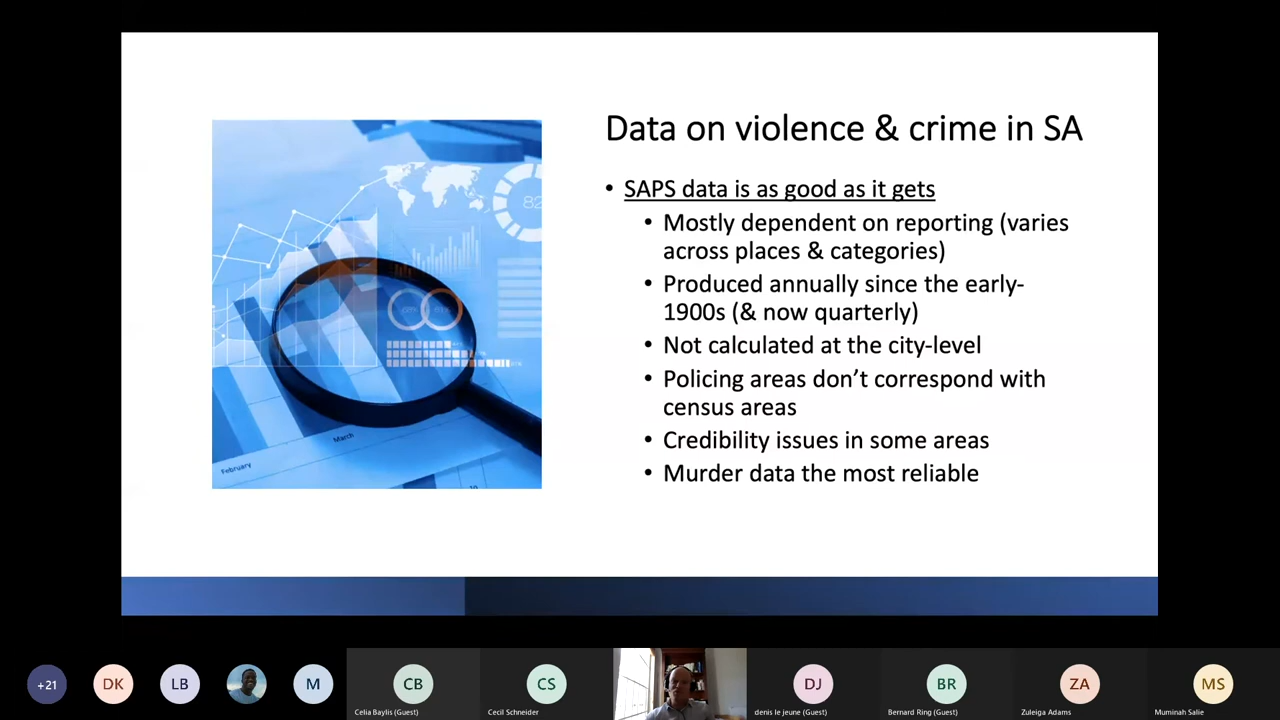 Data on violence & crime in SA
• SAPS data is as good as it gets
• Mostly dependent on reporting (varies
across places & categories)
• Produced annually since the early-
1900s (& now quarterly)
• Not calculated at the city-level
• Policing areas don’t correspond with
census areas
• Credibility issues in some areas
• Murder data the most reliable
82
March
February
10
+21
DK
LB
M
CB
CS
DJ
BR
ZA
MS
Celia Baylis (Guest)
Cecil Schneider
denis le jeune (Guest)
Bernard Ring (Guest)
Zuleiga Adams
Muminah Salie